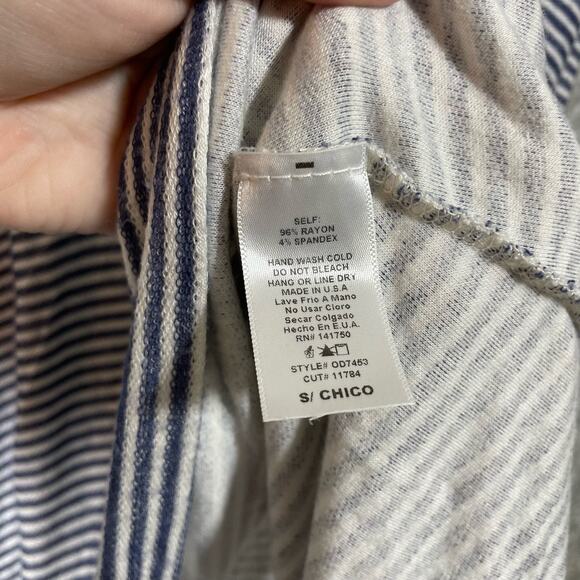 SELF:
96% RAYON
4% SPANDEX
HAND WASH COLD
DO NOT BLEACH
HANG OR LINE DRY
MADE IN U.S.A
Lave Frio A Mano
No Usar Cloro
Secar Colgado
Hecho En E.U.A.
RN# 141750
STYLE# OD7453
CUT# 11784
S/ CHICO